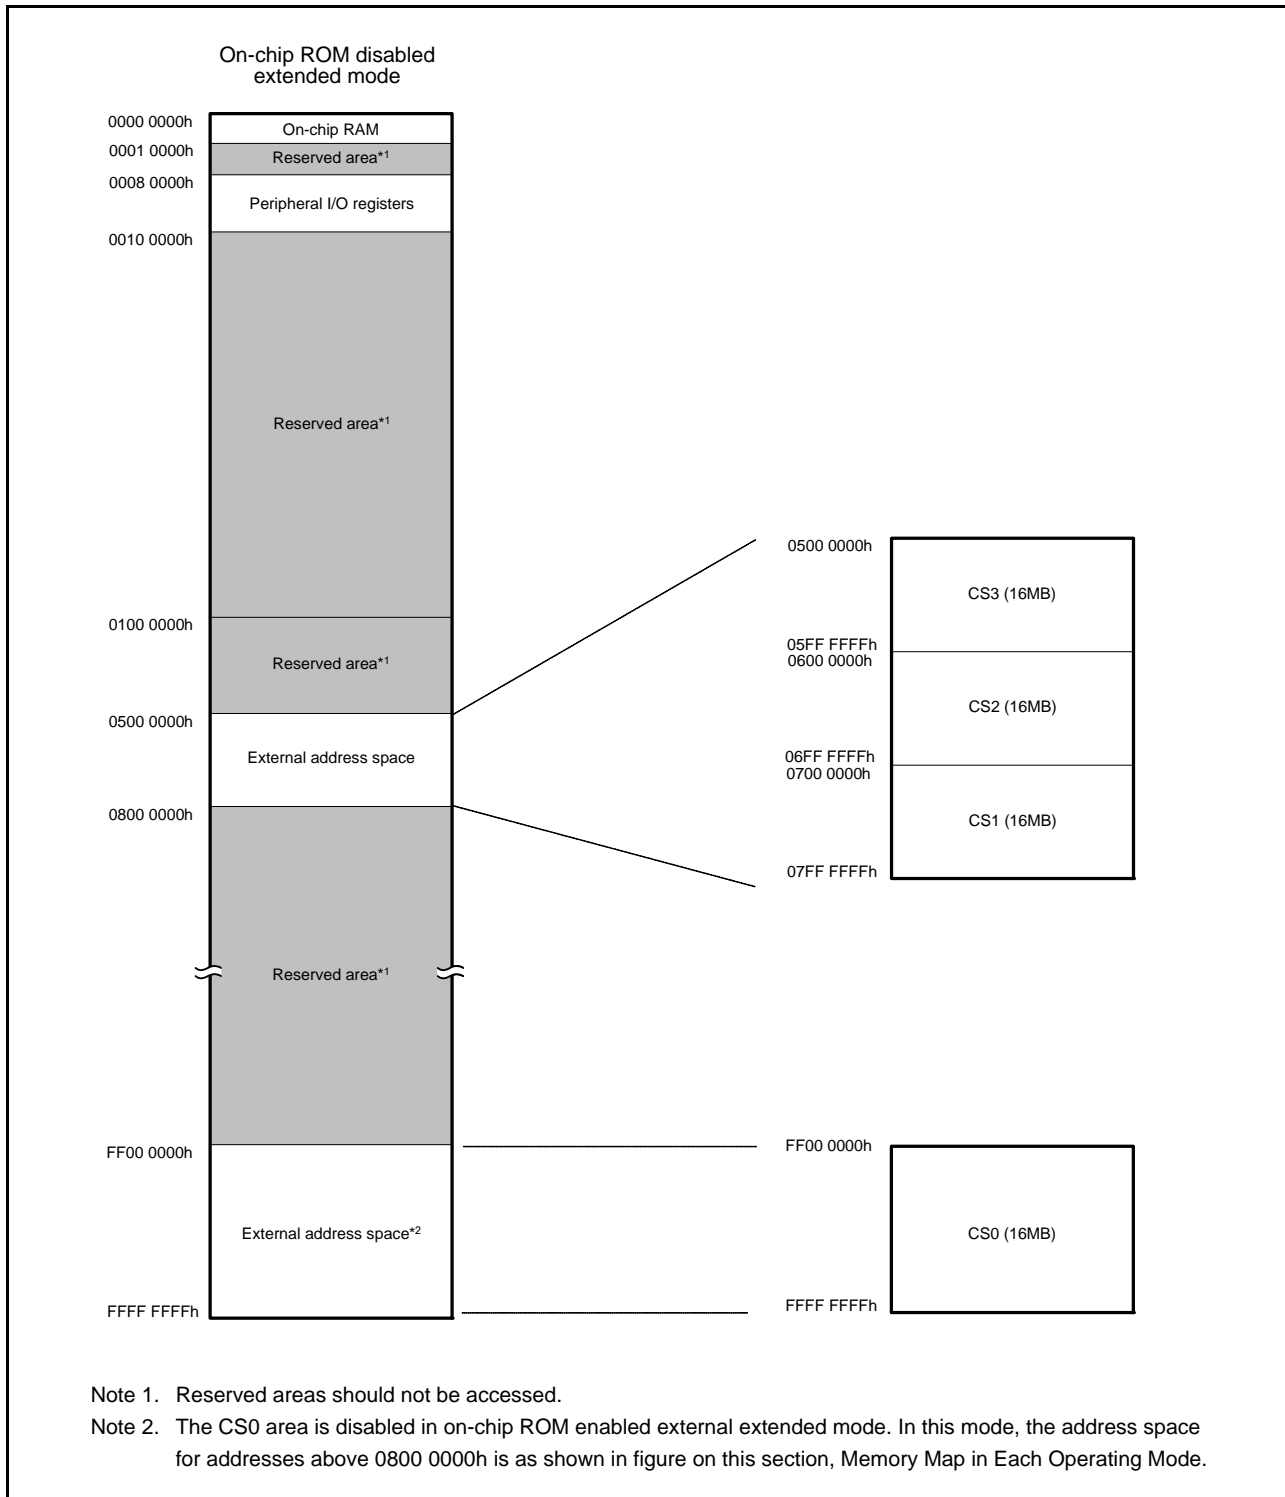 On-chip ROM disabled
extended mode
0000 0000h
On-chip RAM
0001 0000h
Reserved area*1
0008 0000h
Peripheral I/O registers
0010 0000h
Reserved area*1
0100 0000h
Reserved area*1
0500 0000h
External address space
0800 0000h
Reserved area*1
FF00 0000h
External address space*2
FFFF FFFFh
0500 0000h
CS3 (16MB)
05FF FFFFh
0600 0000h
CS2 (16MB)
06FF FFFFh
0700 0000h
CS1 (16MB)
07FF FFFFh
FF00 0000h
CS0 (16MB)
FFFF FFFFh
Note 1. Reserved areas should not be accessed.
Note 2. The CS0 area is disabled in on-chip ROM enabled external extended mode. In this mode, the address space
for addresses above 0800 0000h is as shown in figure on this section, Memory Map in Each Operating Mode.